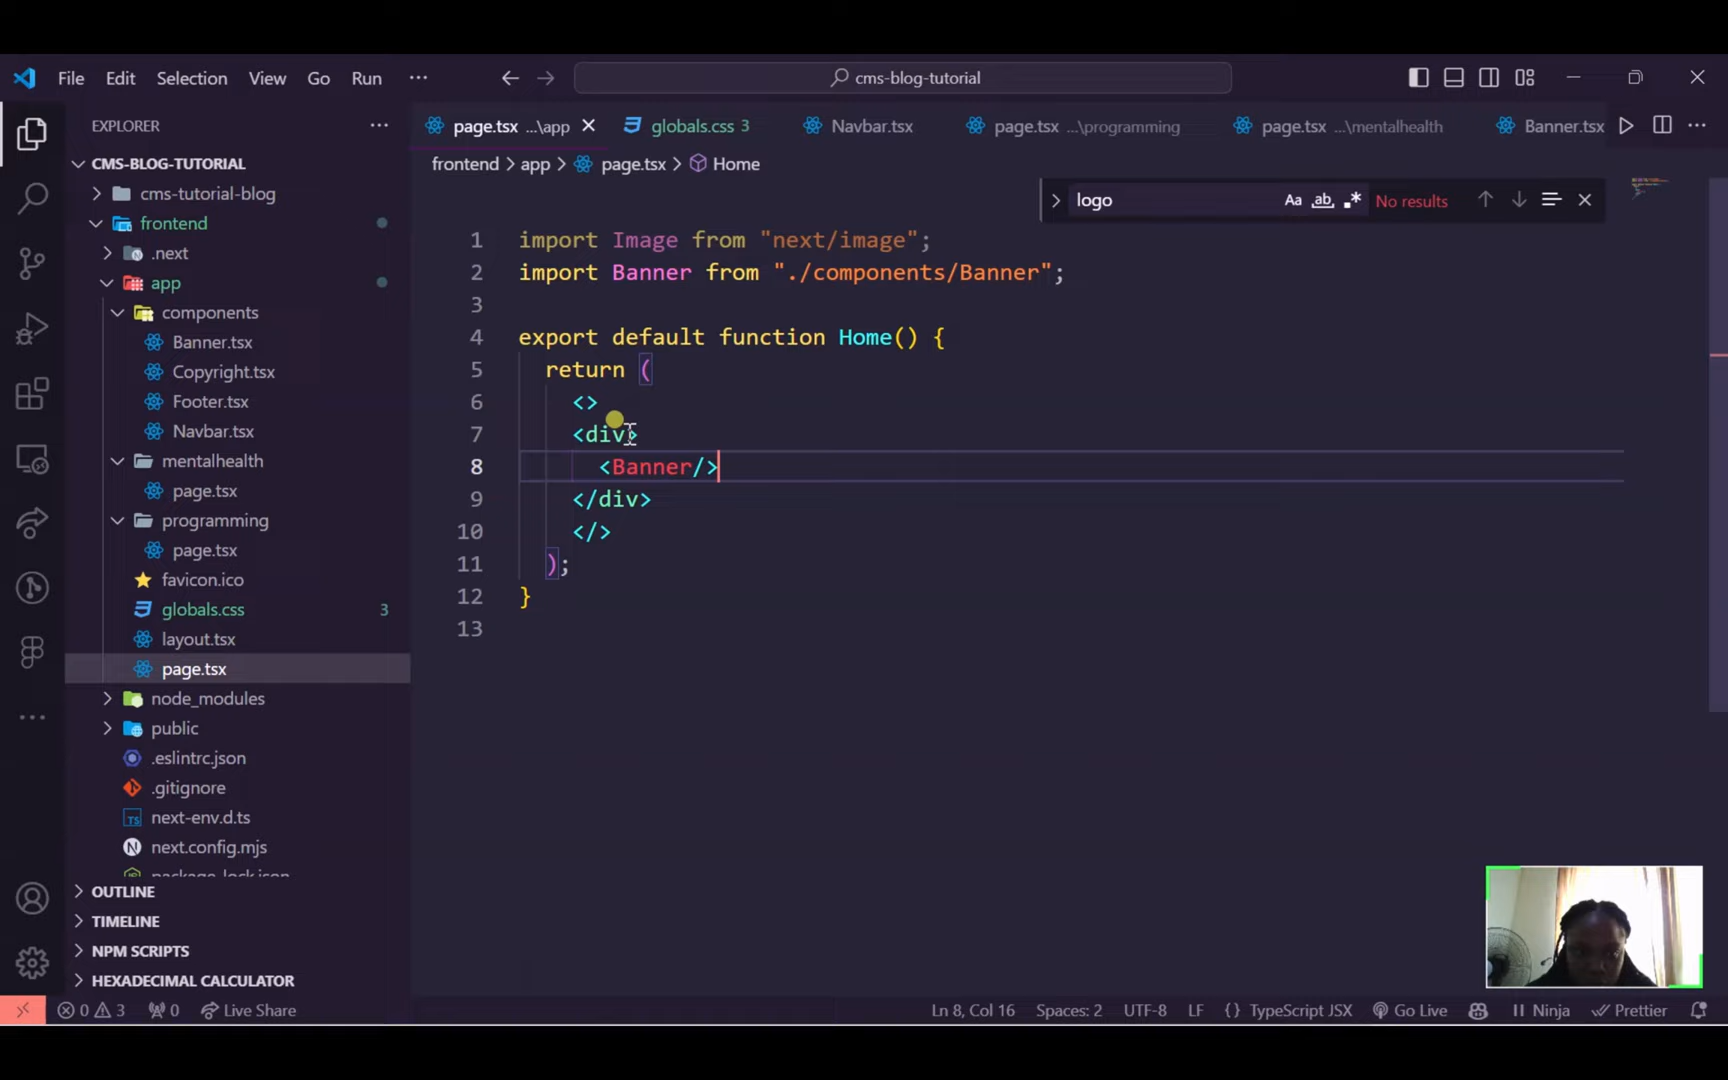 File Edit Selection View Go Run ··· cms-blog-tutorial
EXPLORER ···
page.tsx ...\app globals.css 3 Navbar.tsx page.tsx ...\programming page.tsx ...\mentalhealth Banner.tsx ···
frontend > app > page.tsx > Home
logo Aa ab No results
CMS-BLOG-TUTORIAL
cms-tutorial-blog
frontend
.next
app
components
Banner.tsx
Copyright.tsx
Footer.tsx
Navbar.tsx
mentalhealth
page.tsx
programming
page.tsx
favicon.ico
globals.css 3
layout.tsx
page.tsx
node_modules
public
.eslintrc.json
.gitignore
TS next-env.d.ts
next.config.mjs
package-lock.json
OUTLINE
TIMELINE
NPM SCRIPTS
HEXADECIMAL CALCULATOR
1 import Image from "next/image";
2 import Banner from "./components/Banner";
3
4 export default function Home() {
5 return (
6 <>
7 <div>
8 <Banner/>
9 </div>
10 </>
11 );
12 }
13
0 3 0 Live Share Ln 8, Col 16 Spaces: 2 UTF-8 LF {} TypeScript JSX Go Live Ninja Prettier